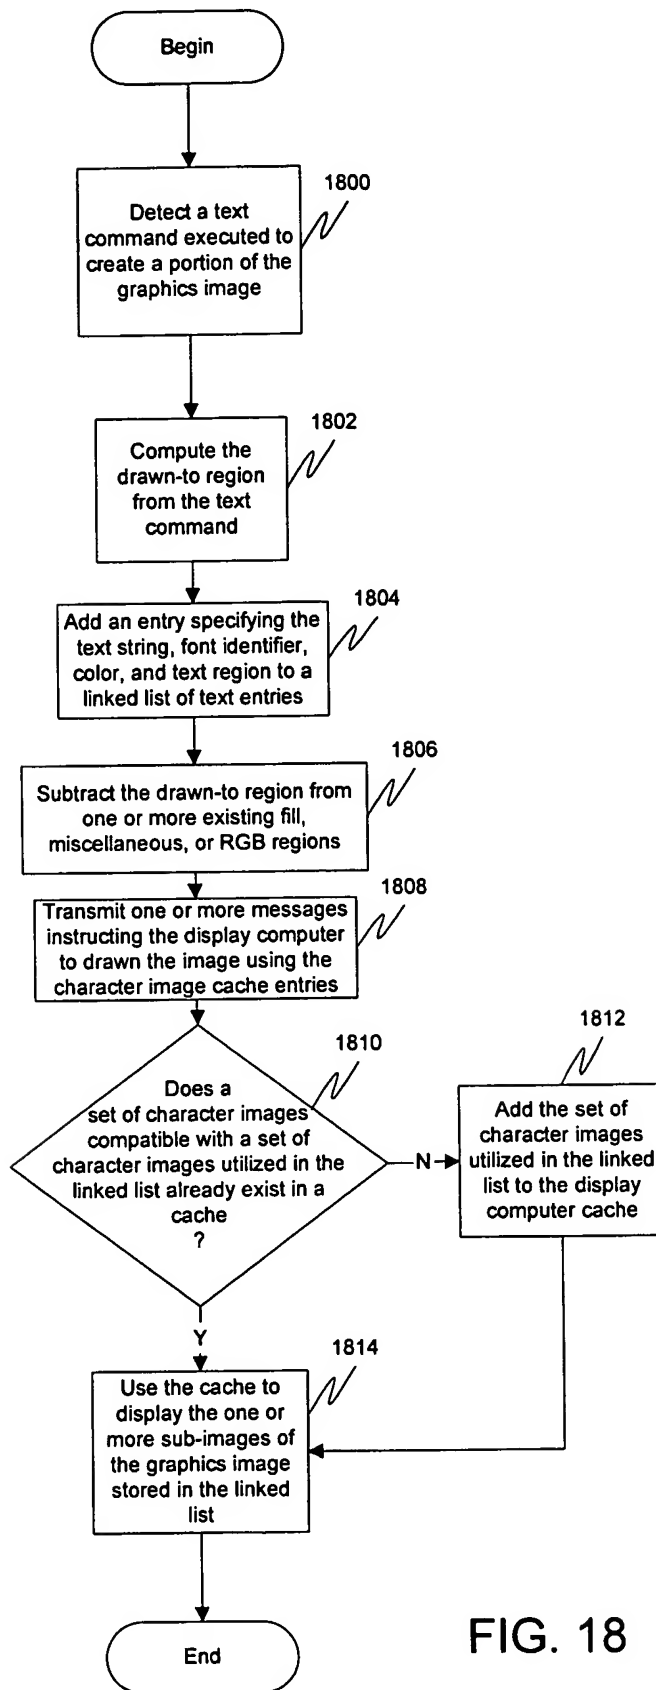 Begin
1800
Detect a text
command executed to
create a portion of the
graphics image
1802
Compute the
drawn-to region
from the text
command
1804
Add an entry specifying the
text string, font identifier,
color, and text region to a
linked list of text entries
1806
Subtract the drawn-to region from
one or more existing fill,
miscellaneous, or RGB regions
1808
Transmit one or more messages
instructing the display computer
to drawn the image using the
character image cache entries
1810
Does a
set of character images
compatible with a set of
character images utilized in the
linked list already exist in a
cache
?
N
1812
Add the set of
character images
utilized in the linked
list to the display
computer cache
Y
1814
Use the cache to
display the one or
more sub-images of
the graphics image
stored in the linked
list
End
FIG. 18